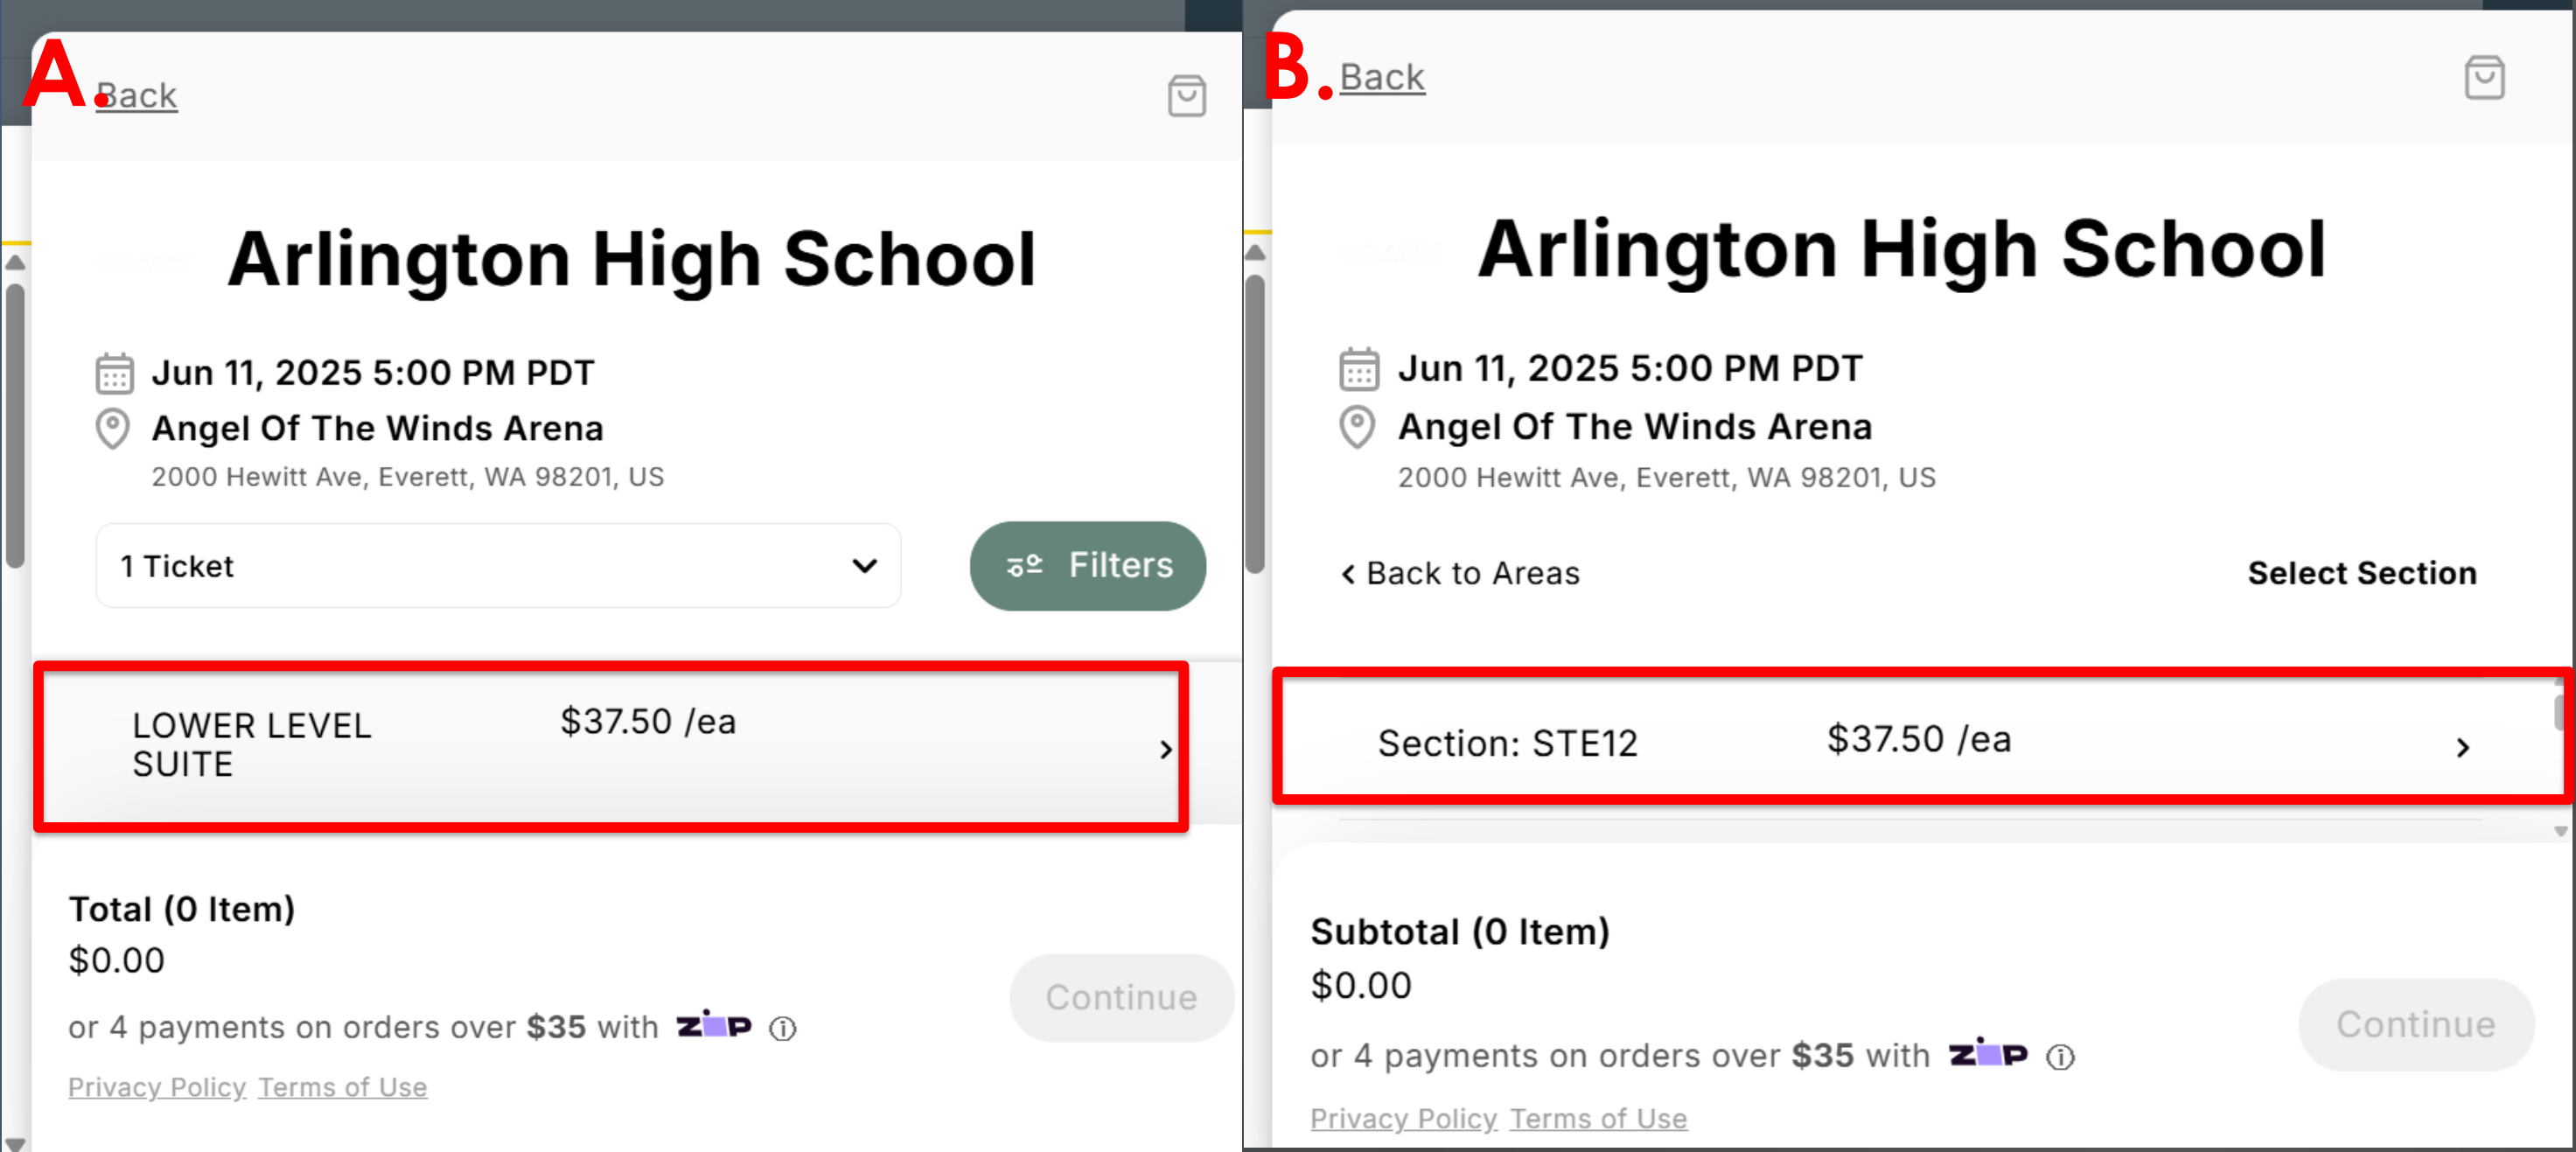 A.
Back
Arlington High School
Jun 11, 2025 5:00 PM PDT
Angel Of The Winds Arena
2000 Hewitt Ave, Everett, WA 98201, US
1 Ticket
Filters
LOWER LEVEL
SUITE
$37.50 /ea
Total (0 Item)
$0.00
Continue
or 4 payments on orders over $35 with zip
Privacy Policy Terms of Use
B.
Back
Arlington High School
Jun 11, 2025 5:00 PM PDT
Angel Of The Winds Arena
2000 Hewitt Ave, Everett, WA 98201, US
Back to Areas
Select Section
Section: STE12
$37.50 /ea
Subtotal (0 Item)
$0.00
Continue
or 4 payments on orders over $35 with zip
Privacy Policy Terms of Use